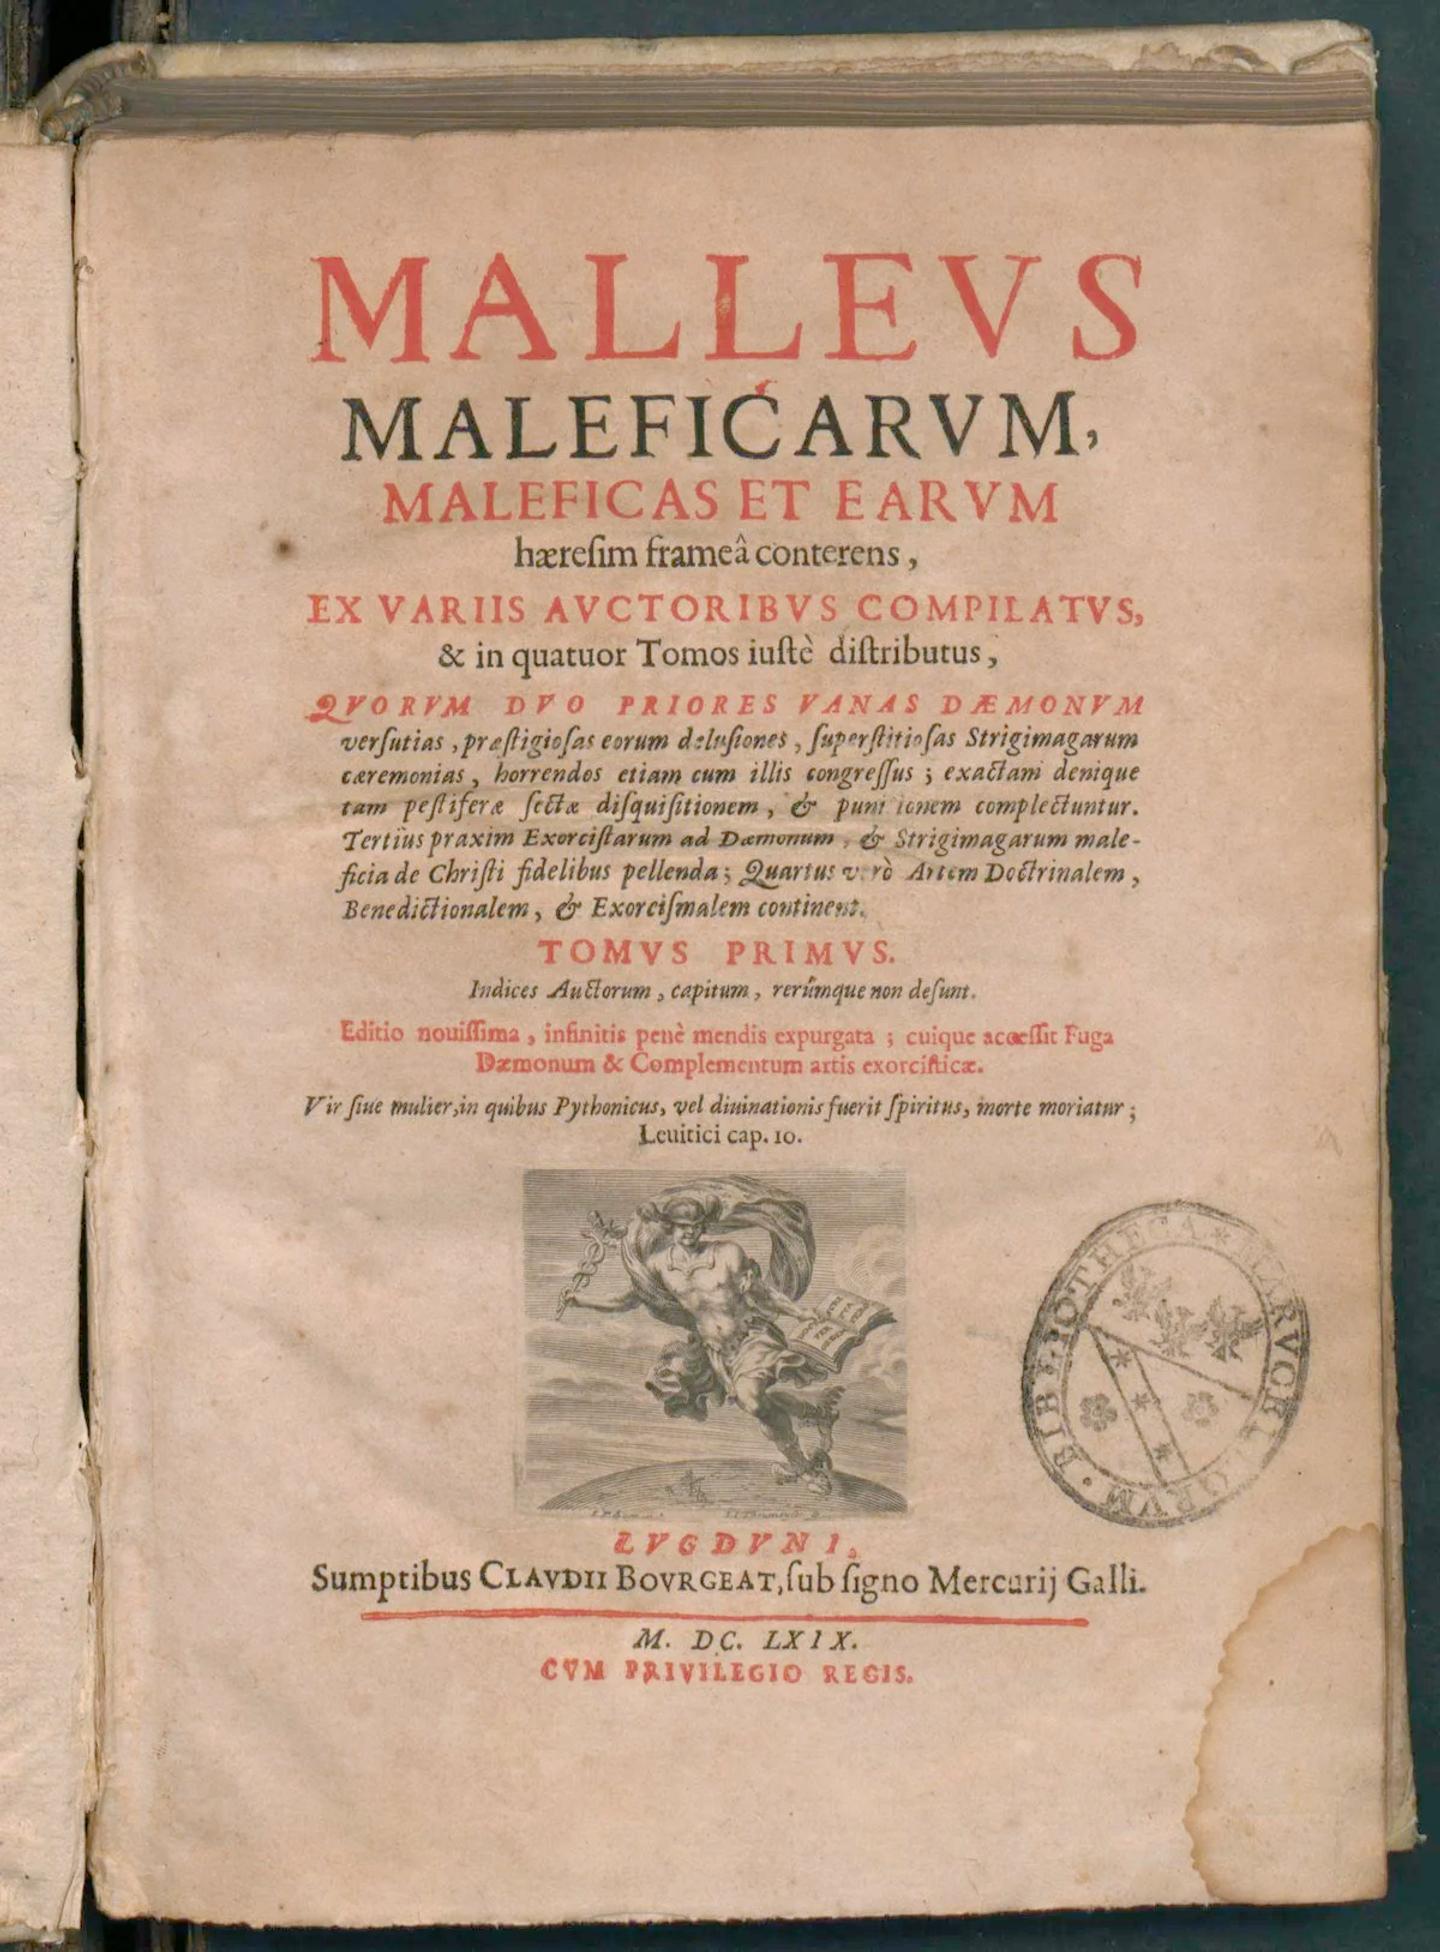 MALLEVS
MALEFICARVM,
MALEFICAS ET EARVM
hæreſim frameâ conterens,
EX VARIIS AVCTORIBVS COMPILATVS,
& in quatuor Tomos iuſtè diſtributus,
QVORVM DVO PRIORES VANAS DÆMONVM
verſutias, præſtigioſas eorum deluſiones, ſuperſtitioſas Strigimagarum
cæremonias, horrendos etiam cum illis congreſſus; exactam denique
tam peſtiferæ ſectæ diſquiſitionem, & punitionem complectuntur.
Tertius praxim Exorciſtarum ad Dæmonum, & Strigimagarum male-
ficia de Chriſti fidelibus pellenda; Quartus verò Artem Doctrinalem,
Benedictionalem, & Exorciſmalem continent.
TOMVS PRIMVS.
Indices Auctorum, capitum, rerúmque non deſunt.
Editio nouiſſima, infinitis penè mendis expurgata; cuique acceſſit Fuga
Dæmonum & Complementum artis exorciſticæ.
Vir ſiue mulier, in quibus Pythonicus, vel diuinationis fuerit ſpiritus, morte moriatur;
Leuitici cap. 10.
BIBLIOTHECA * MARVCELLORVM •
LVGDVNI,
Sumptibus CLAVDII BOVRGEAT, ſub ſigno Mercurij Galli.
M. DC. LXIX.
CVM PRIVILEGIO REGIS.